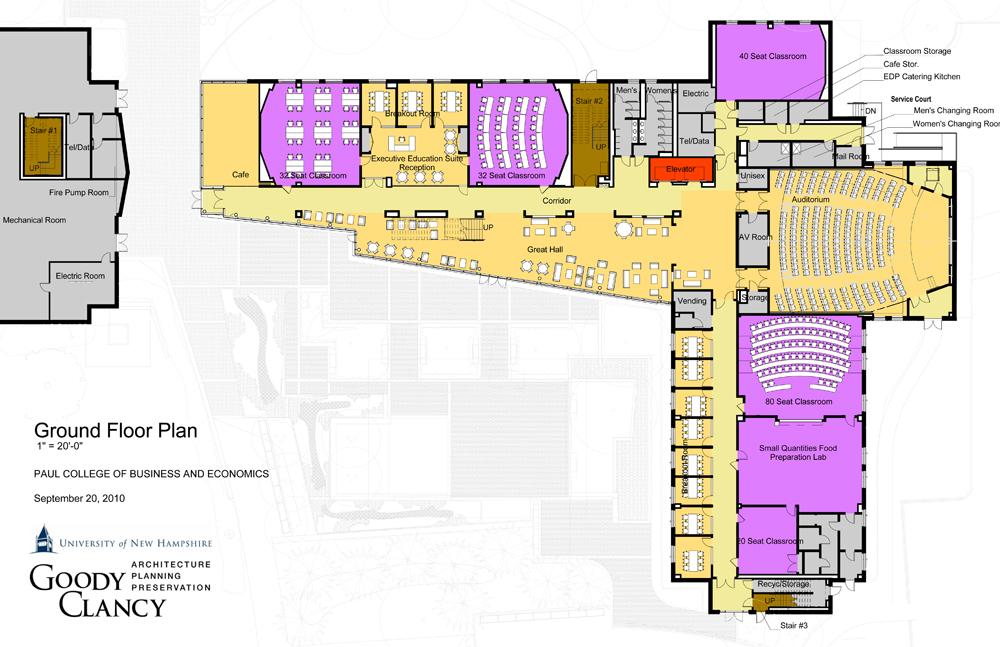 40 Seat Classroom
Classroom Storage
Cafe Stor.
EDP Catering Kitchen
Service Court
Men's Changing Room
Women's Changing Room
DN
Stair #1
UP
Tel/Data
Fire Pump Room
Mechanical Room
Electric Room
Cafe
32 Seat Classroom
Breakout Room
Executive Education Suite
Reception
32 Seat Classroom
Stair #2
UP
Men's
Women's
Electric
Tel/Data
Elevator
Mail Room
Unisex
Auditorium
Corridor
UP
Great Hall
AV Room
Storage
Vending
80 Seat Classroom
Small Quantities Food
Preparation Lab
Breakout Room
20 Seat Classroom
Recyc/Storage
UP
Stair #3
Ground Floor Plan
1" = 20'-0"
PAUL COLLEGE OF BUSINESS AND ECONOMICS
September 20, 2010
University of New Hampshire
GOODY
CLANCY
ARCHITECTURE
PLANNING
PRESERVATION